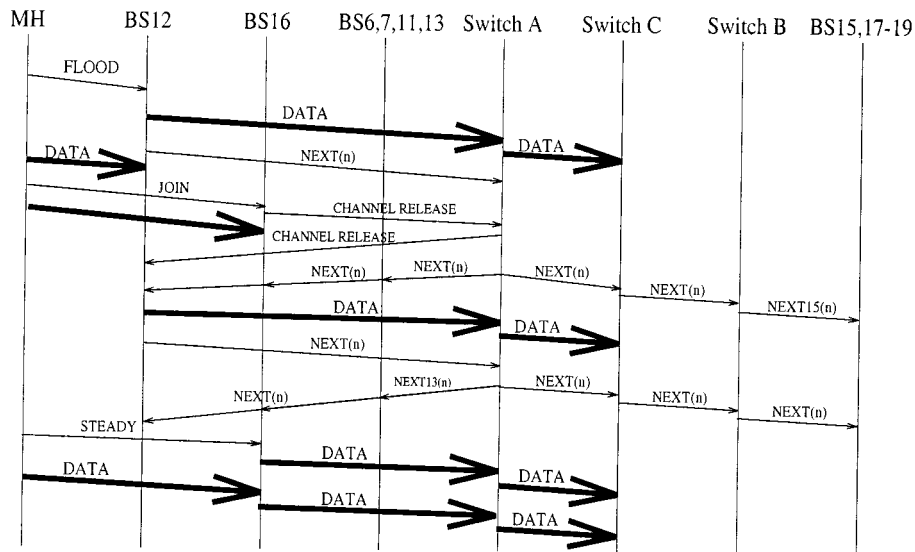 MH BS12 BS16 BS6,7,11,13 Switch A Switch C Switch B BS15,17-19
FLOOD
DATA
DATA
DATA
NEXT(n)
JOIN
CHANNEL RELEASE
CHANNEL RELEASE
NEXT(n) NEXT(n) NEXT(n)
NEXT(n)
NEXT15(n)
DATA
DATA
NEXT(n)
NEXT(n) NEXT13(n) NEXT(n)
NEXT(n)
NEXT(n)
STEADY
DATA
DATA
DATA
DATA
DATA